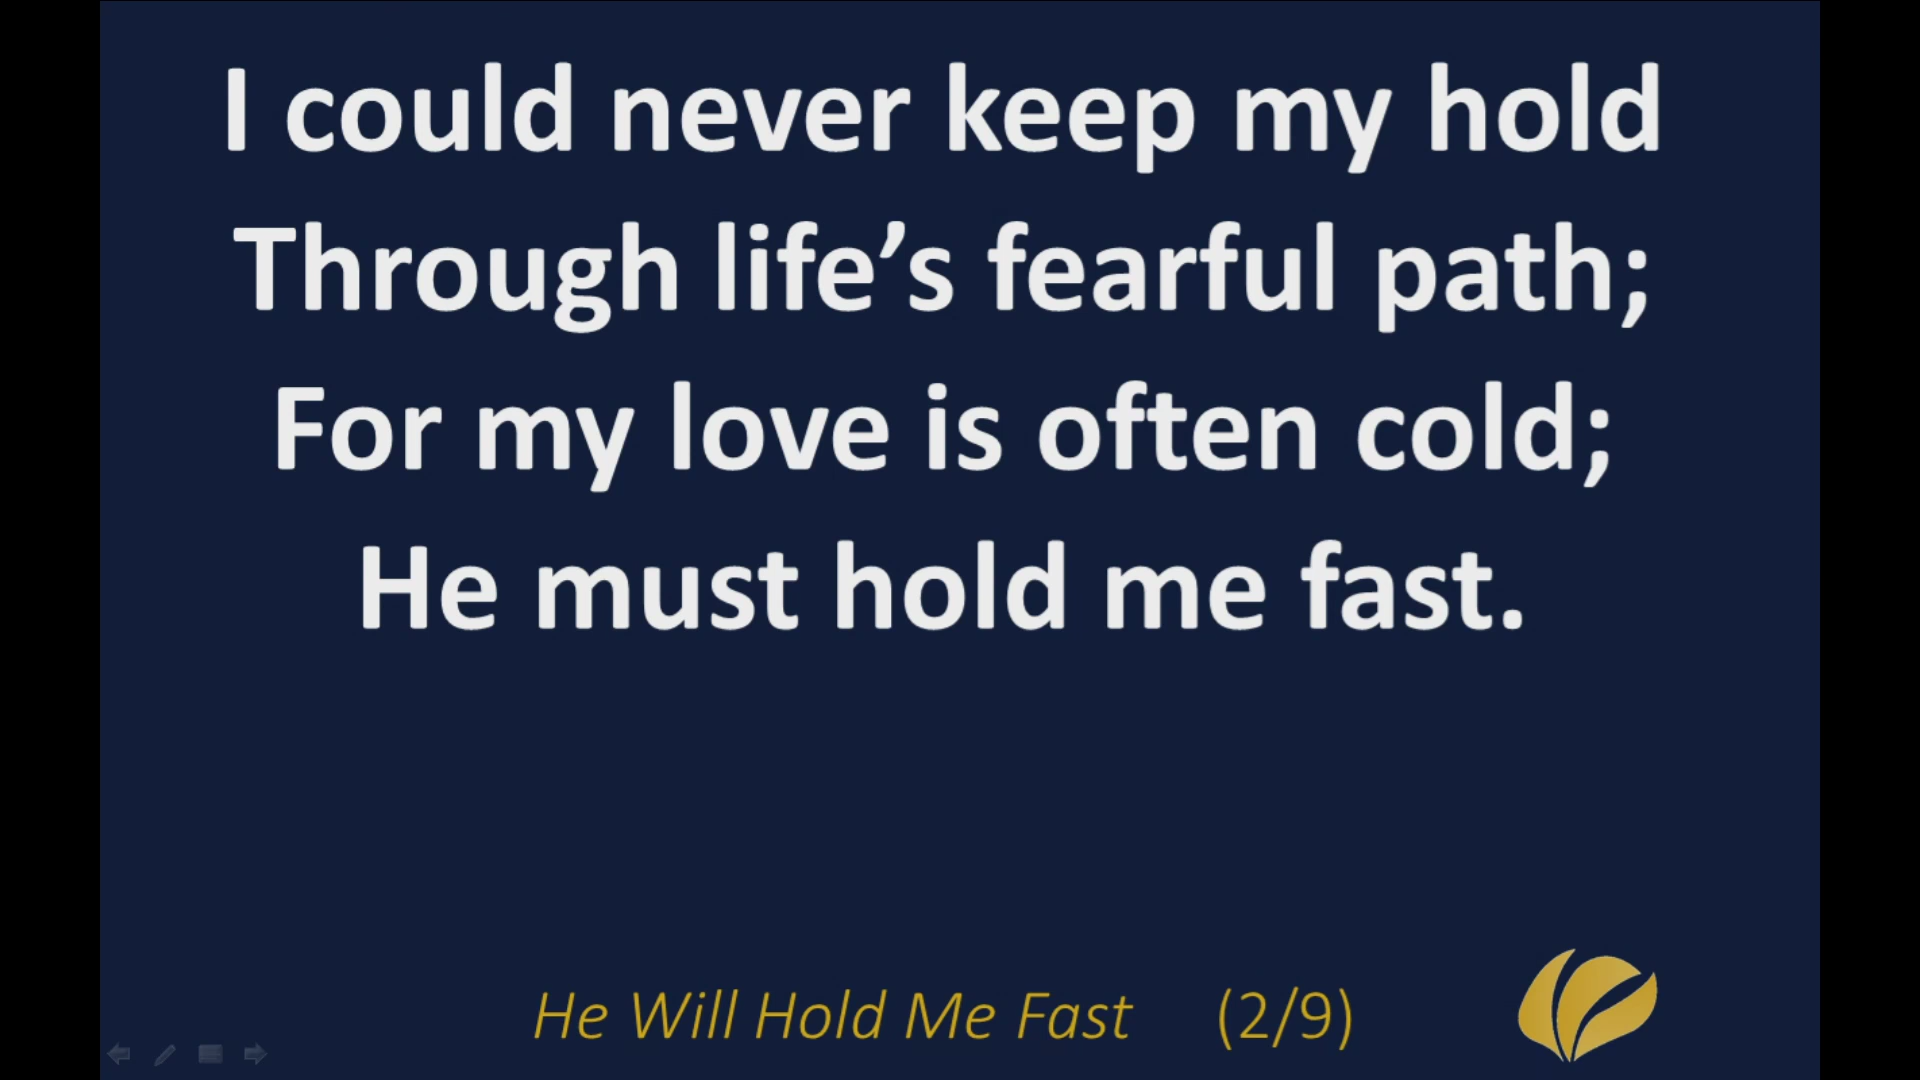 I could never keep my hold
Through life’s fearful path;
For my love is often cold;
He must hold me fast.
He Will Hold Me Fast (2/9)